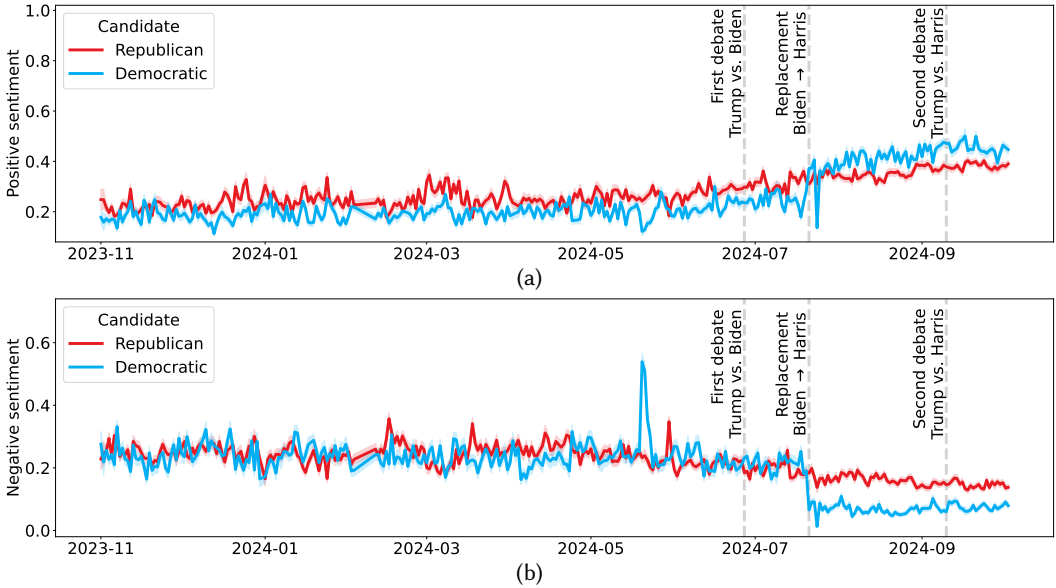 Positive sentiment
1.0
0.8
0.6
0.4
0.2
Candidate
Republican
Democratic
First debate
Trump vs. Biden
Replacement
Biden → Harris
Second debate
Trump vs. Harris
2023-11
2024-01
2024-03
2024-05
2024-07
2024-09
(a)
Negative sentiment
0.6
0.4
0.2
0.0
Candidate
Republican
Democratic
First debate
Trump vs. Biden
Replacement
Biden → Harris
Second debate
Trump vs. Harris
2023-11
2024-01
2024-03
2024-05
2024-07
2024-09
(b)